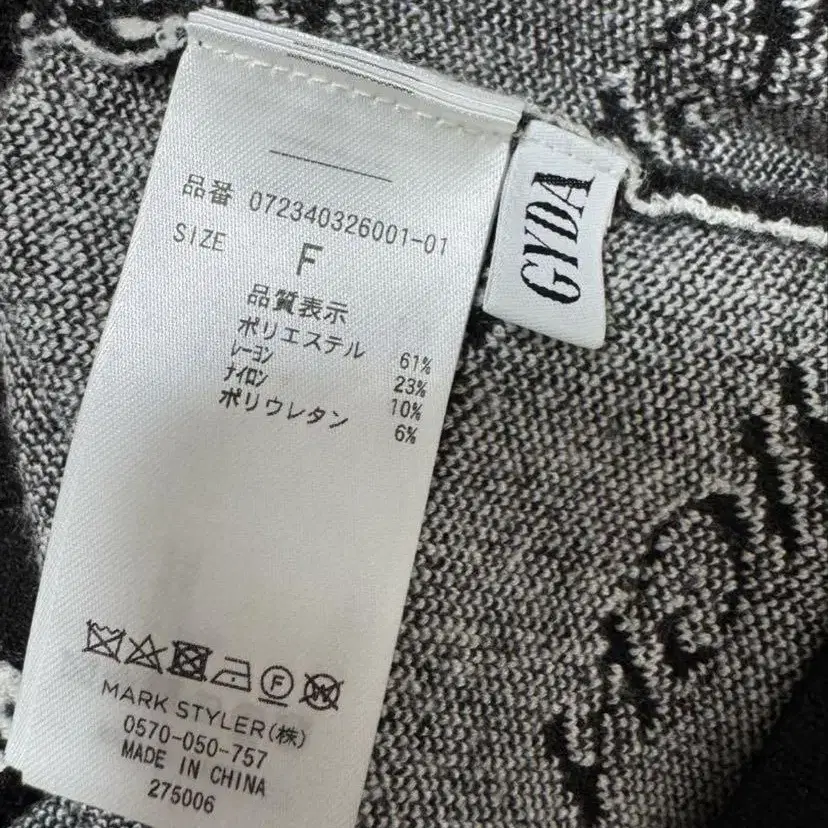 品番 072340326001-01
SIZE F
品質表示
ポリエステル 61%
ﾚｰﾖﾝ 23%
ﾅｲﾛﾝ 10%
ポリウレタン 6%
F
W
MARK STYLER(株)
0570-050-757
MADE IN CHINA
275006
GYDA